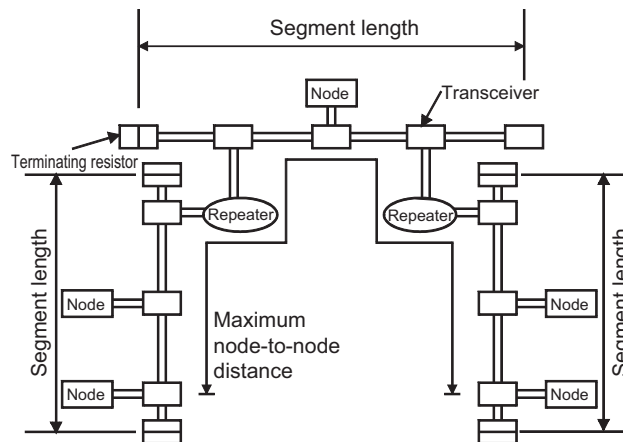 Segment length
Node
Transceiver
Terminating resistor
Repeater
Repeater
Segment length
Segment length
Node
Node
Maximum
node-to-node
distance
Node
Node